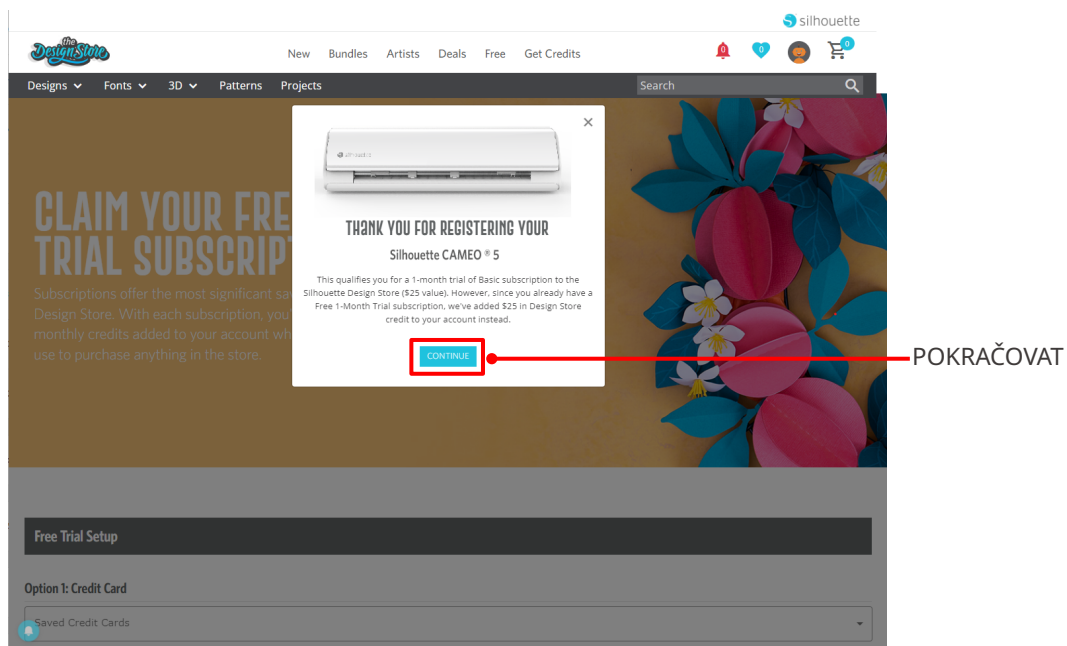 silhouette
the
Design Store
New Bundles Artists Deals Free Get Credits
0 0 0
Designs Fonts 3D Patterns Projects Search
silhouette
CLAIM YOUR FRE
TRIAL SUBSCRIP
THANK YOU FOR REGISTERING YOUR
Silhouette CAMEO ® 5
Subscriptions offer the most significant sa
Design Store. With each subscription, you'
monthly credits added to your account wh
use to purchase anything in the store.
This qualifies you for a 1-month trial of Basic subscription to the
Silhouette Design Store ($25 value). However, since you already have a
Free 1-Month Trial subscription, we've added $25 in Design Store
credit to your account instead.
CONTINUE
POKRAČOVAT
Free Trial Setup
Option 1: Credit Card
Saved Credit Cards